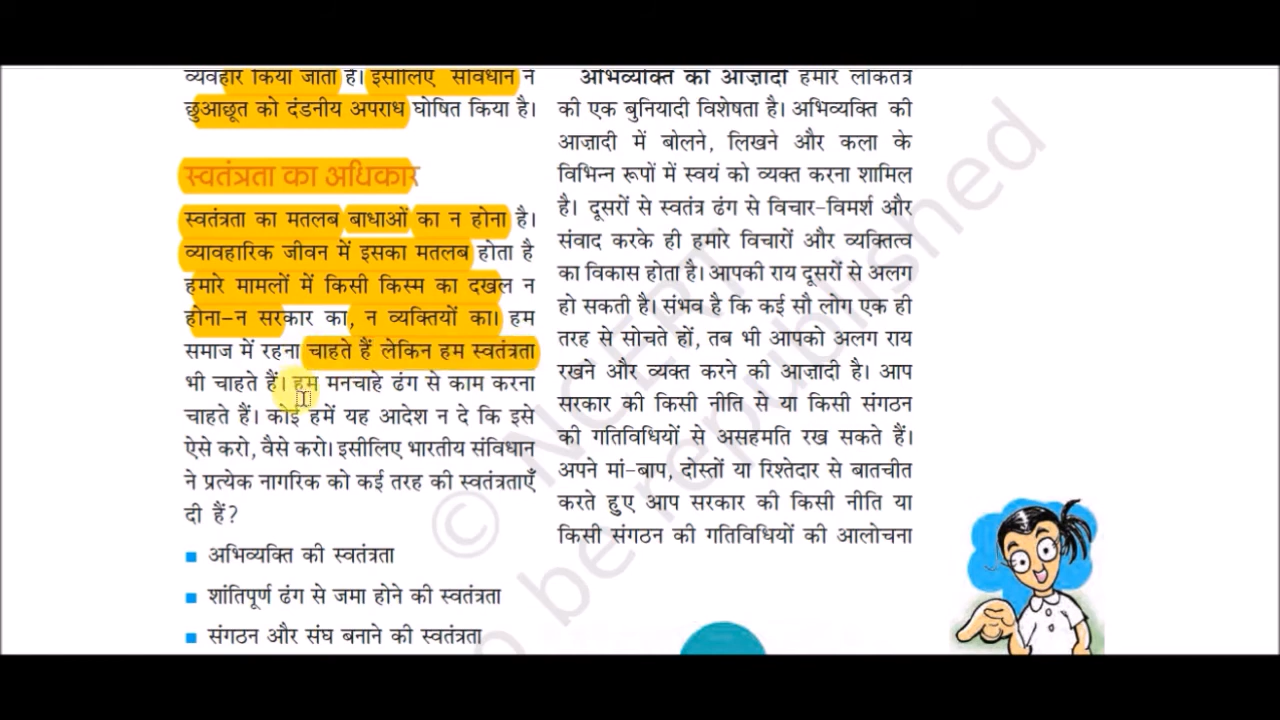 व्यवहार किया जाता है। इसीलिए संविधान ने
छुआछूत को दंडनीय अपराध घोषित किया है।
स्वतंत्रता का अधिकार
स्वतंत्रता का मतलब बाधाओं का न होना है।
व्यावहारिक जीवन में इसका मतलब होता है
हमारे मामलों में किसी किस्म का दखल न
होना–न सरकार का, न व्यक्तियों का। हम
समाज में रहना चाहते हैं लेकिन हम स्वतंत्रता
भी चाहते हैं। हम मनचाहे ढंग से काम करना
चाहते हैं। कोई हमें यह आदेश न दे कि इसे
ऐसे करो, वैसे करो। इसीलिए भारतीय संविधान
ने प्रत्येक नागरिक को कई तरह की स्वतंत्रताएँ
दी हैं?
■ अभिव्यक्ति की स्वतंत्रता
■ शांतिपूर्ण ढंग से जमा होने की स्वतंत्रता
■ संगठन और संघ बनाने की स्वतंत्रता
अभिव्यक्ति की आज़ादी हमारे लोकतंत्र
की एक बुनियादी विशेषता है। अभिव्यक्ति की
आज़ादी में बोलने, लिखने और कला के
विभिन्न रूपों में स्वयं को व्यक्त करना शामिल
है। दूसरों से स्वतंत्र ढंग से विचार-विमर्श और
संवाद करके ही हमारे विचारों और व्यक्तित्व
का विकास होता है। आपकी राय दूसरों से अलग
हो सकती है। संभव है कि कई सौ लोग एक ही
तरह से सोचते हों, तब भी आपको अलग राय
रखने और व्यक्त करने की आज़ादी है। आप
सरकार की किसी नीति से या किसी संगठन
की गतिविधियों से असहमति रख सकते हैं।
अपने मां-बाप, दोस्तों या रिश्तेदार से बातचीत
करते हुए आप सरकार की किसी नीति या
किसी संगठन की गतिविधियों की आलोचना
© NCERT
be republished